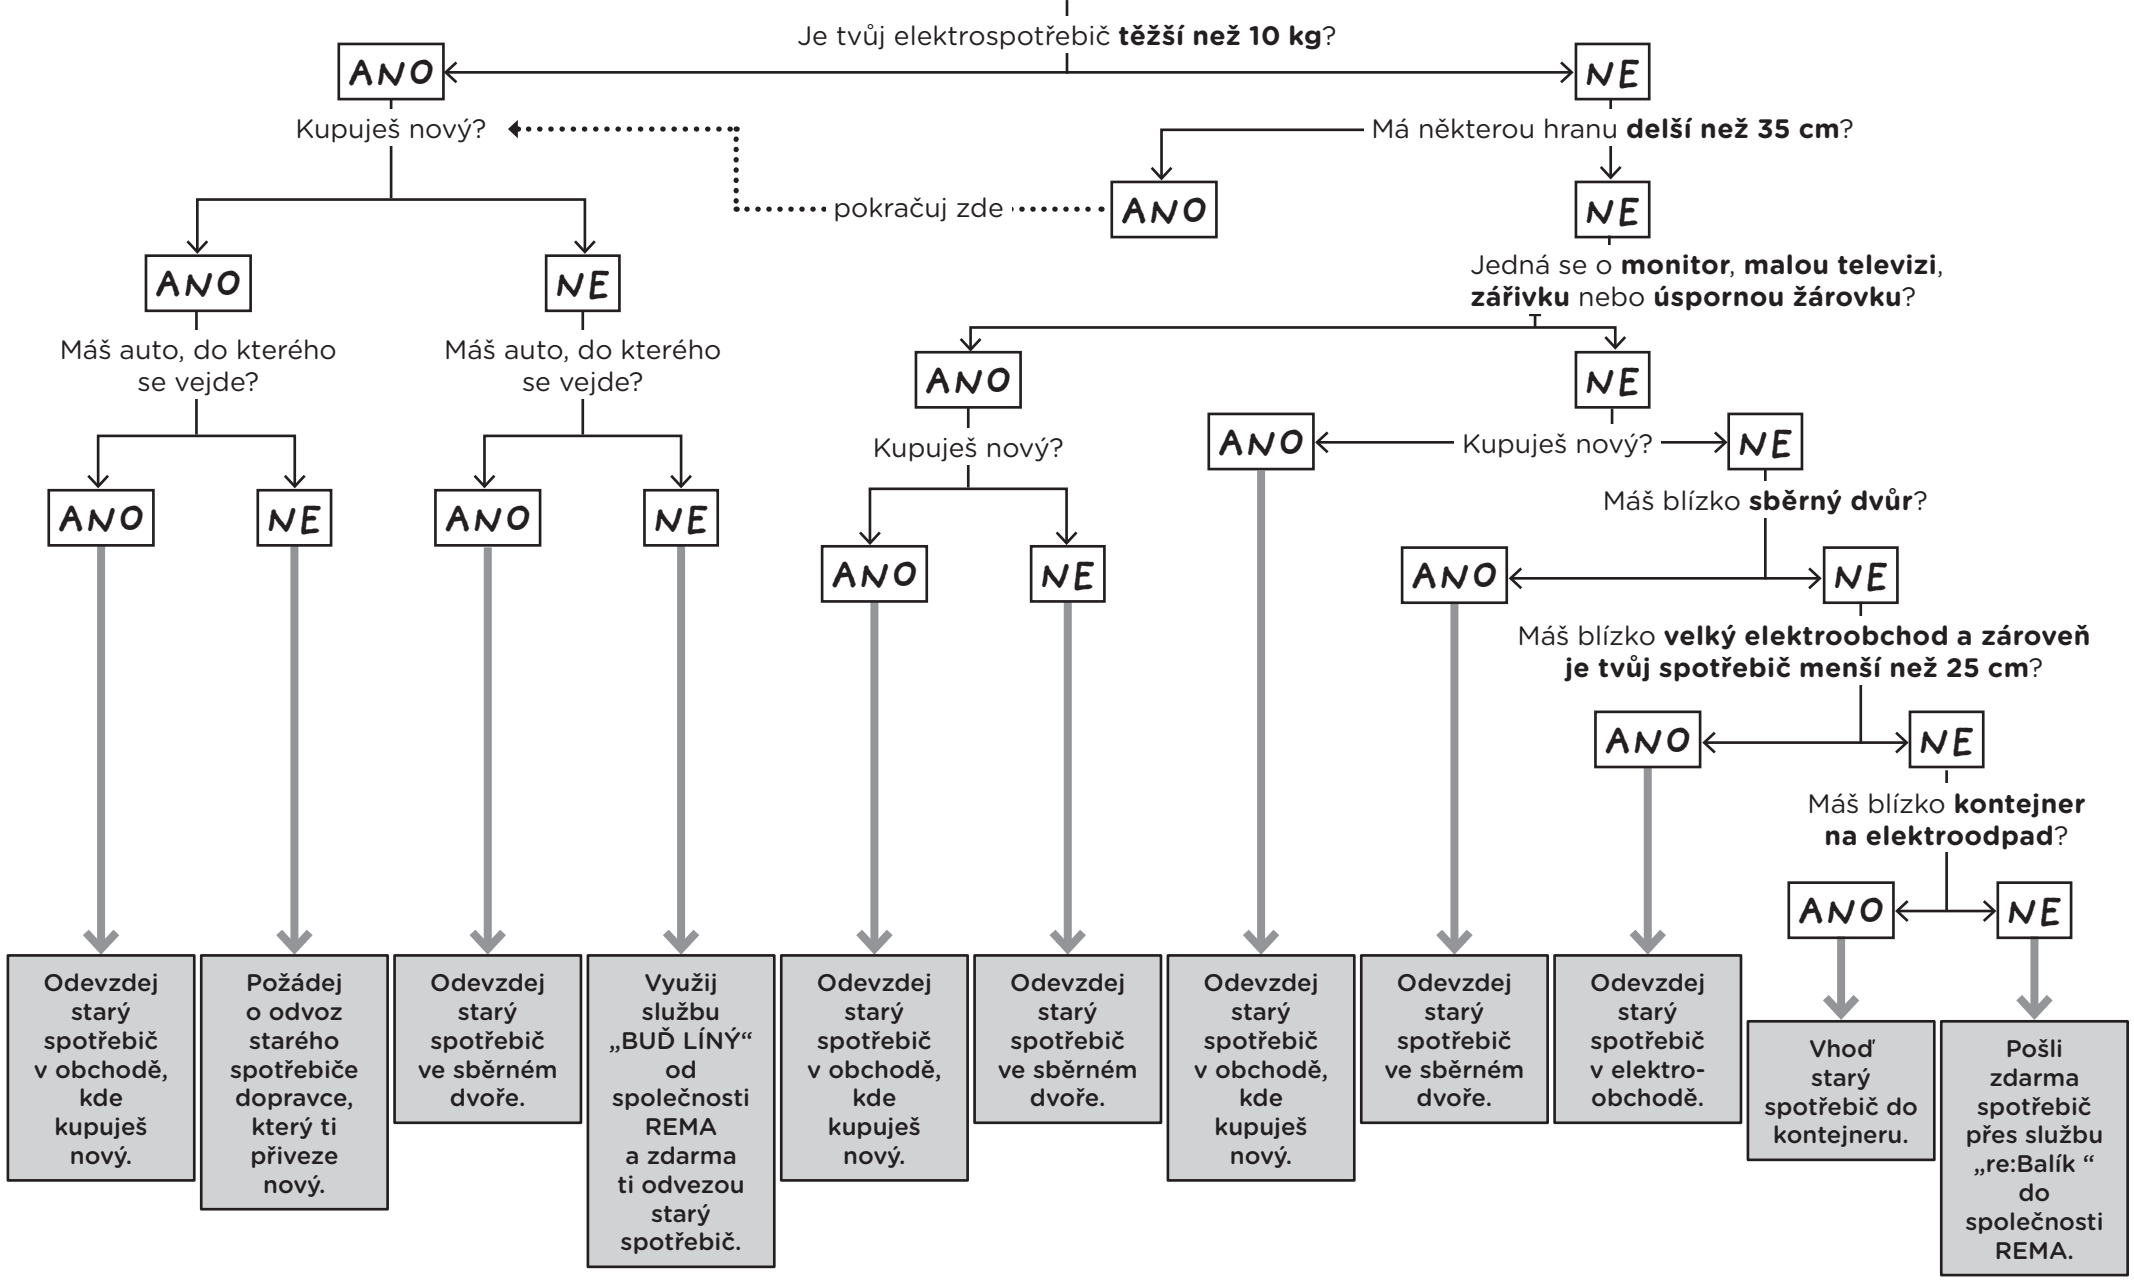 Je tvůj elektrospotřebič těžší než 10 kg?
ANO
NE
Kupuješ nový?
Má některou hranu delší než 35 cm?
pokračuj zde
ANO
NE
ANO
NE
Jedná se o monitor, malou televizi,
zářivku nebo úspornou žárovku?
Máš auto, do kterého
se vejde?
Máš auto, do kterého
se vejde?
ANO
NE
Kupuješ nový?
ANO
Kupuješ nový?
NE
ANO
NE
ANO
NE
Máš blízko sběrný dvůr?
ANO
NE
ANO
NE
Máš blízko velký elektroobchod a zároveň
je tvůj spotřebič menší než 25 cm?
ANO
NE
Máš blízko kontejner
na elektroodpad?
ANO
NE
Odevzdej
starý
spotřebič
v obchodě,
kde
kupuješ
nový.
Požádej
o odvoz
starého
spotřebiče
dopravce,
který ti
přiveze
nový.
Odevzdej
starý
spotřebič
ve sběrném
dvoře.
Využij
službu
„BUĎ LÍNÝ“
od
společnosti
REMA
a zdarma
ti odvezou
starý
spotřebič.
Odevzdej
starý
spotřebič
v obchodě,
kde
kupuješ
nový.
Odevzdej
starý
spotřebič
ve sběrném
dvoře.
Odevzdej
starý
spotřebič
v obchodě,
kde
kupuješ
nový.
Odevzdej
starý
spotřebič
ve sběrném
dvoře.
Odevzdej
starý
spotřebič
v elektro-
obchodě.
Vhoď
starý
spotřebič do
kontejneru.
Pošli
zdarma
spotřebič
přes službu
„re:Balík “
do
společnosti
REMA.